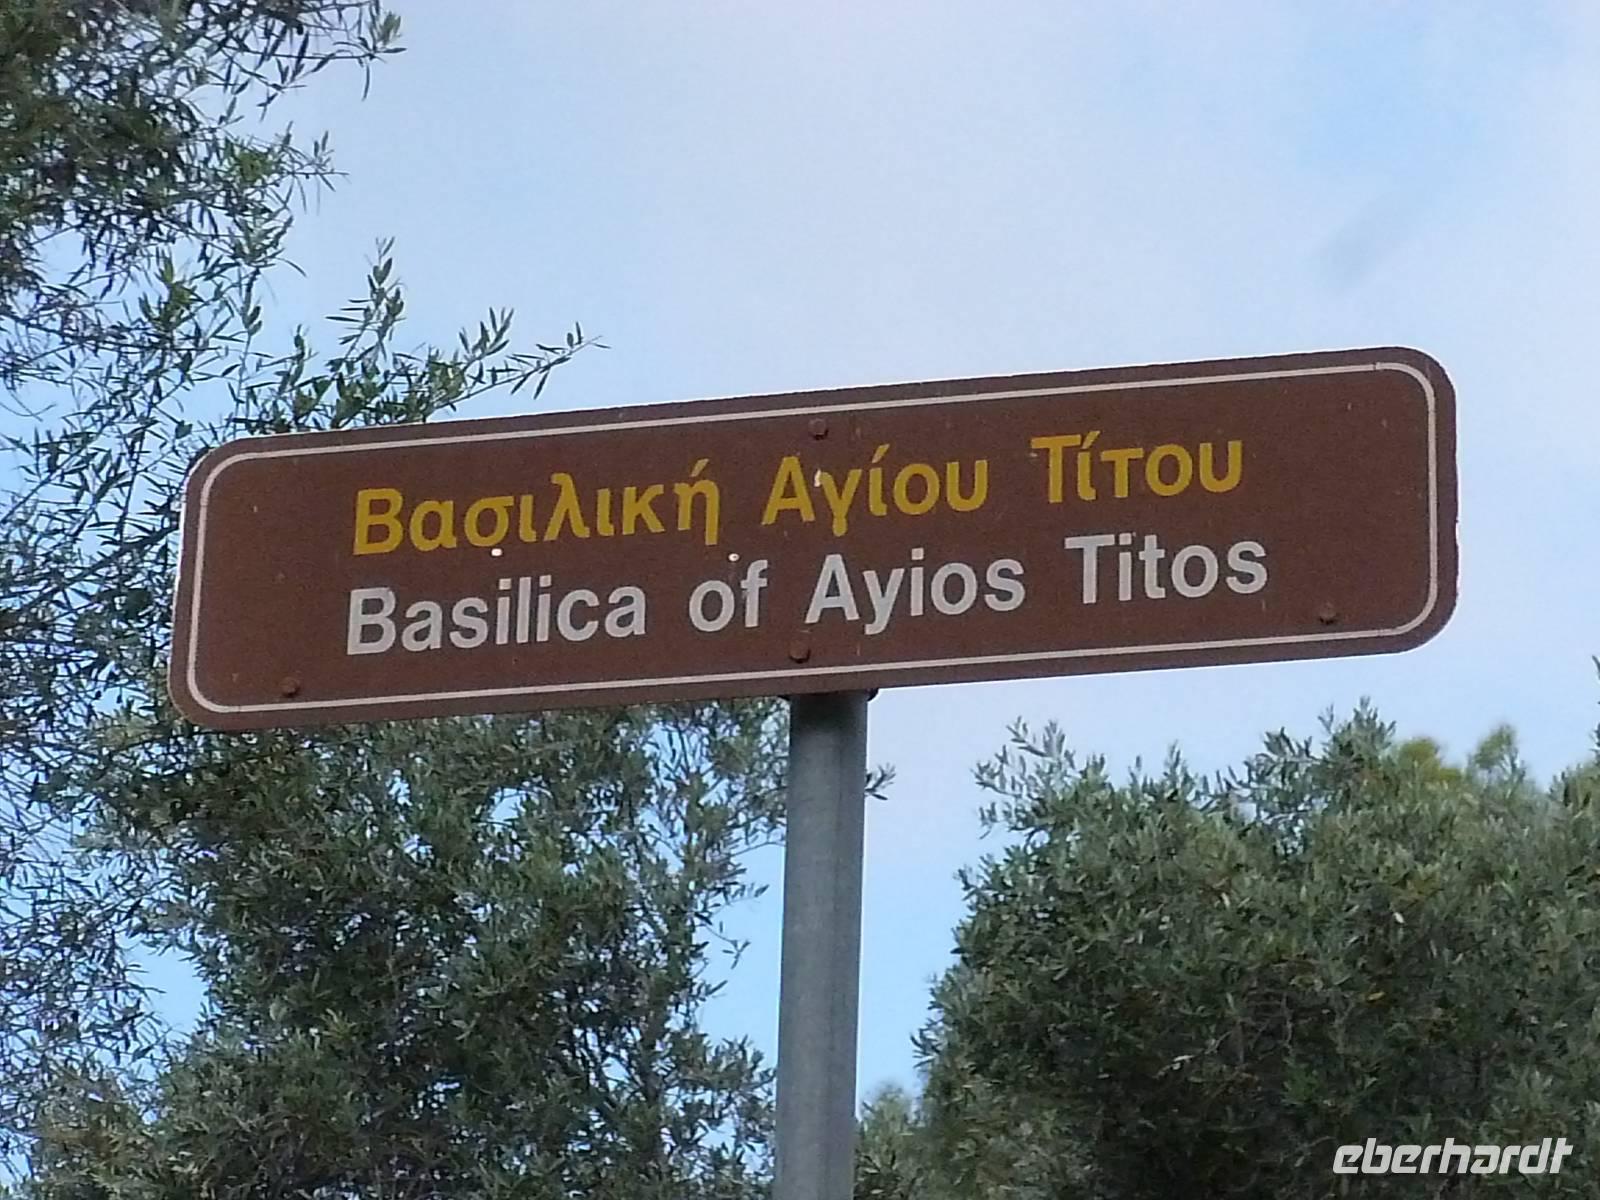 Βασιλική Αγίου Τίτου
Basilica of Ayios Titos
eberhardt